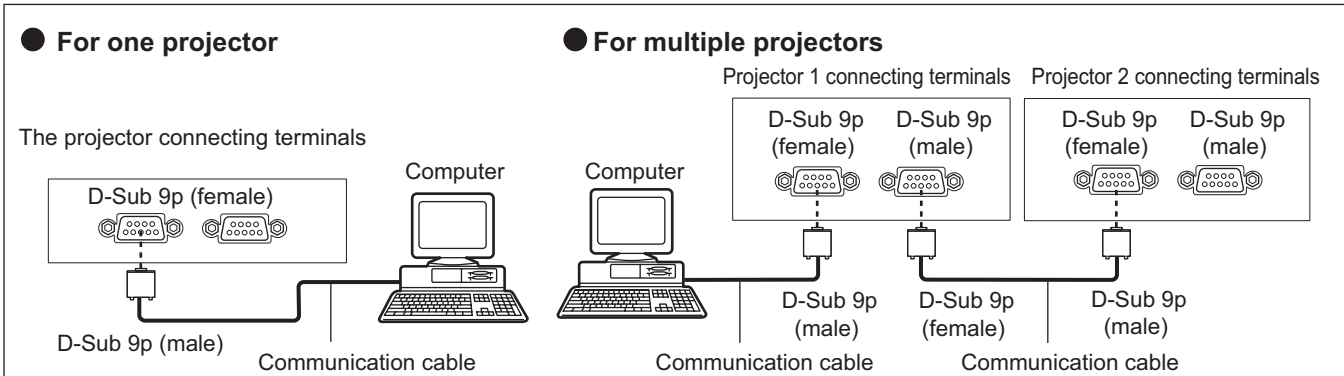 ● For one projector
The projector connecting terminals
D-Sub 9p (female)
Computer
D-Sub 9p (male)
Communication cable
● For multiple projectors
Projector 1 connecting terminals
Projector 2 connecting terminals
D-Sub 9p
(female)
D-Sub 9p
(male)
D-Sub 9p
(female)
D-Sub 9p
(male)
Computer
D-Sub 9p
(male)
D-Sub 9p
(female)
D-Sub 9p
(male)
Communication cable
Communication cable